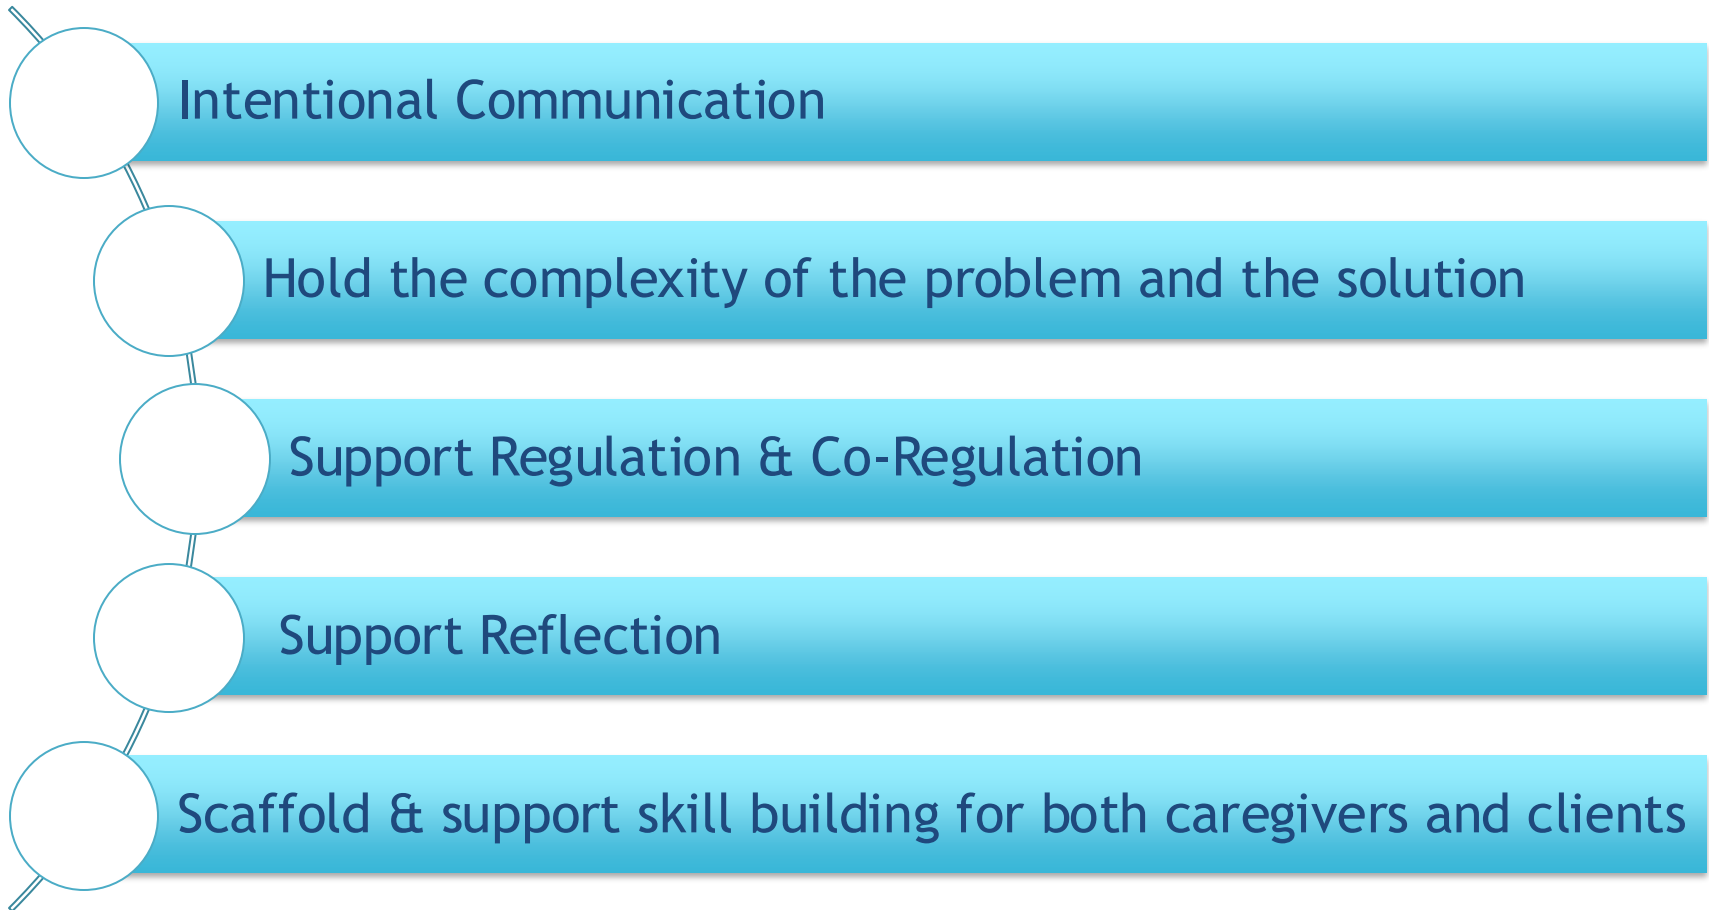 Intentional Communication
Hold the complexity of the problem and the solution
Support Regulation & Co-Regulation
Support Reflection
Scaffold & support skill building for both caregivers and clients